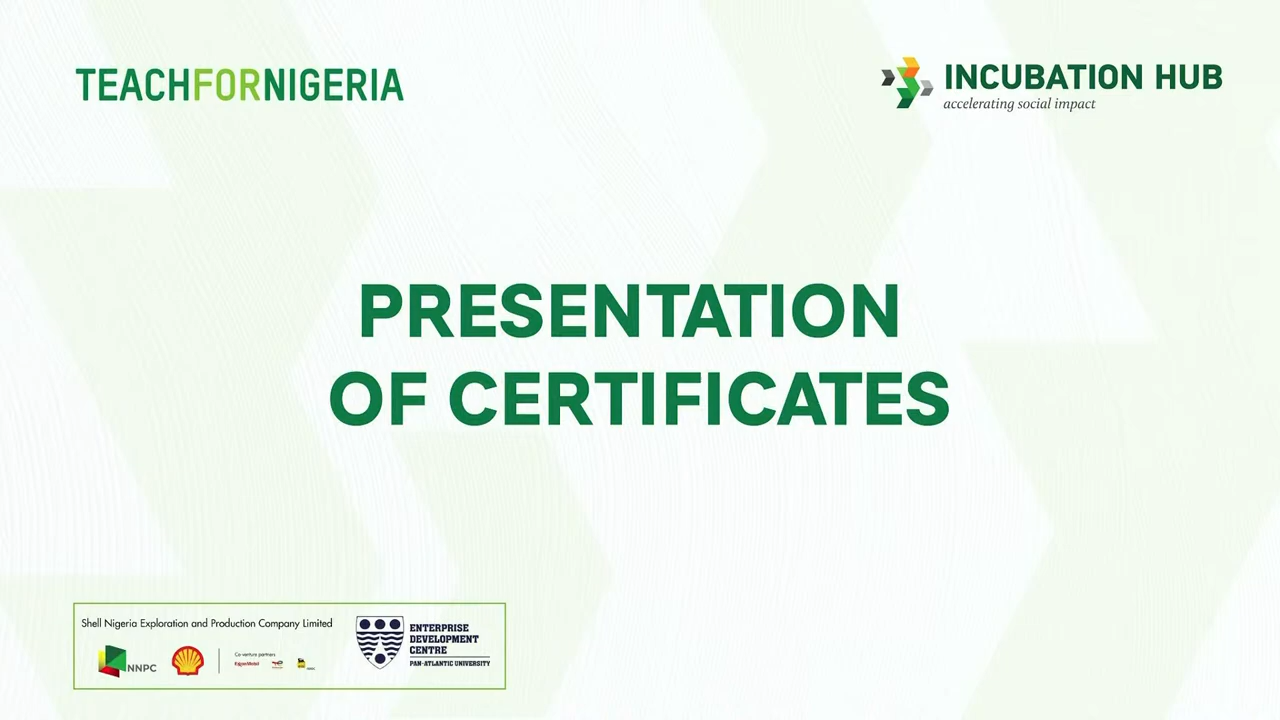 TEACHFORNIGERIA
INCUBATION HUB
accelerating social impact
PRESENTATION
OF CERTIFICATES
Shell Nigeria Exploration and Production Company Limited
NNPC
Co-venture partners
ExxonMobil
ENTERPRISE
DEVELOPMENT
CENTRE
PAN-ATLANTIC UNIVERSITY